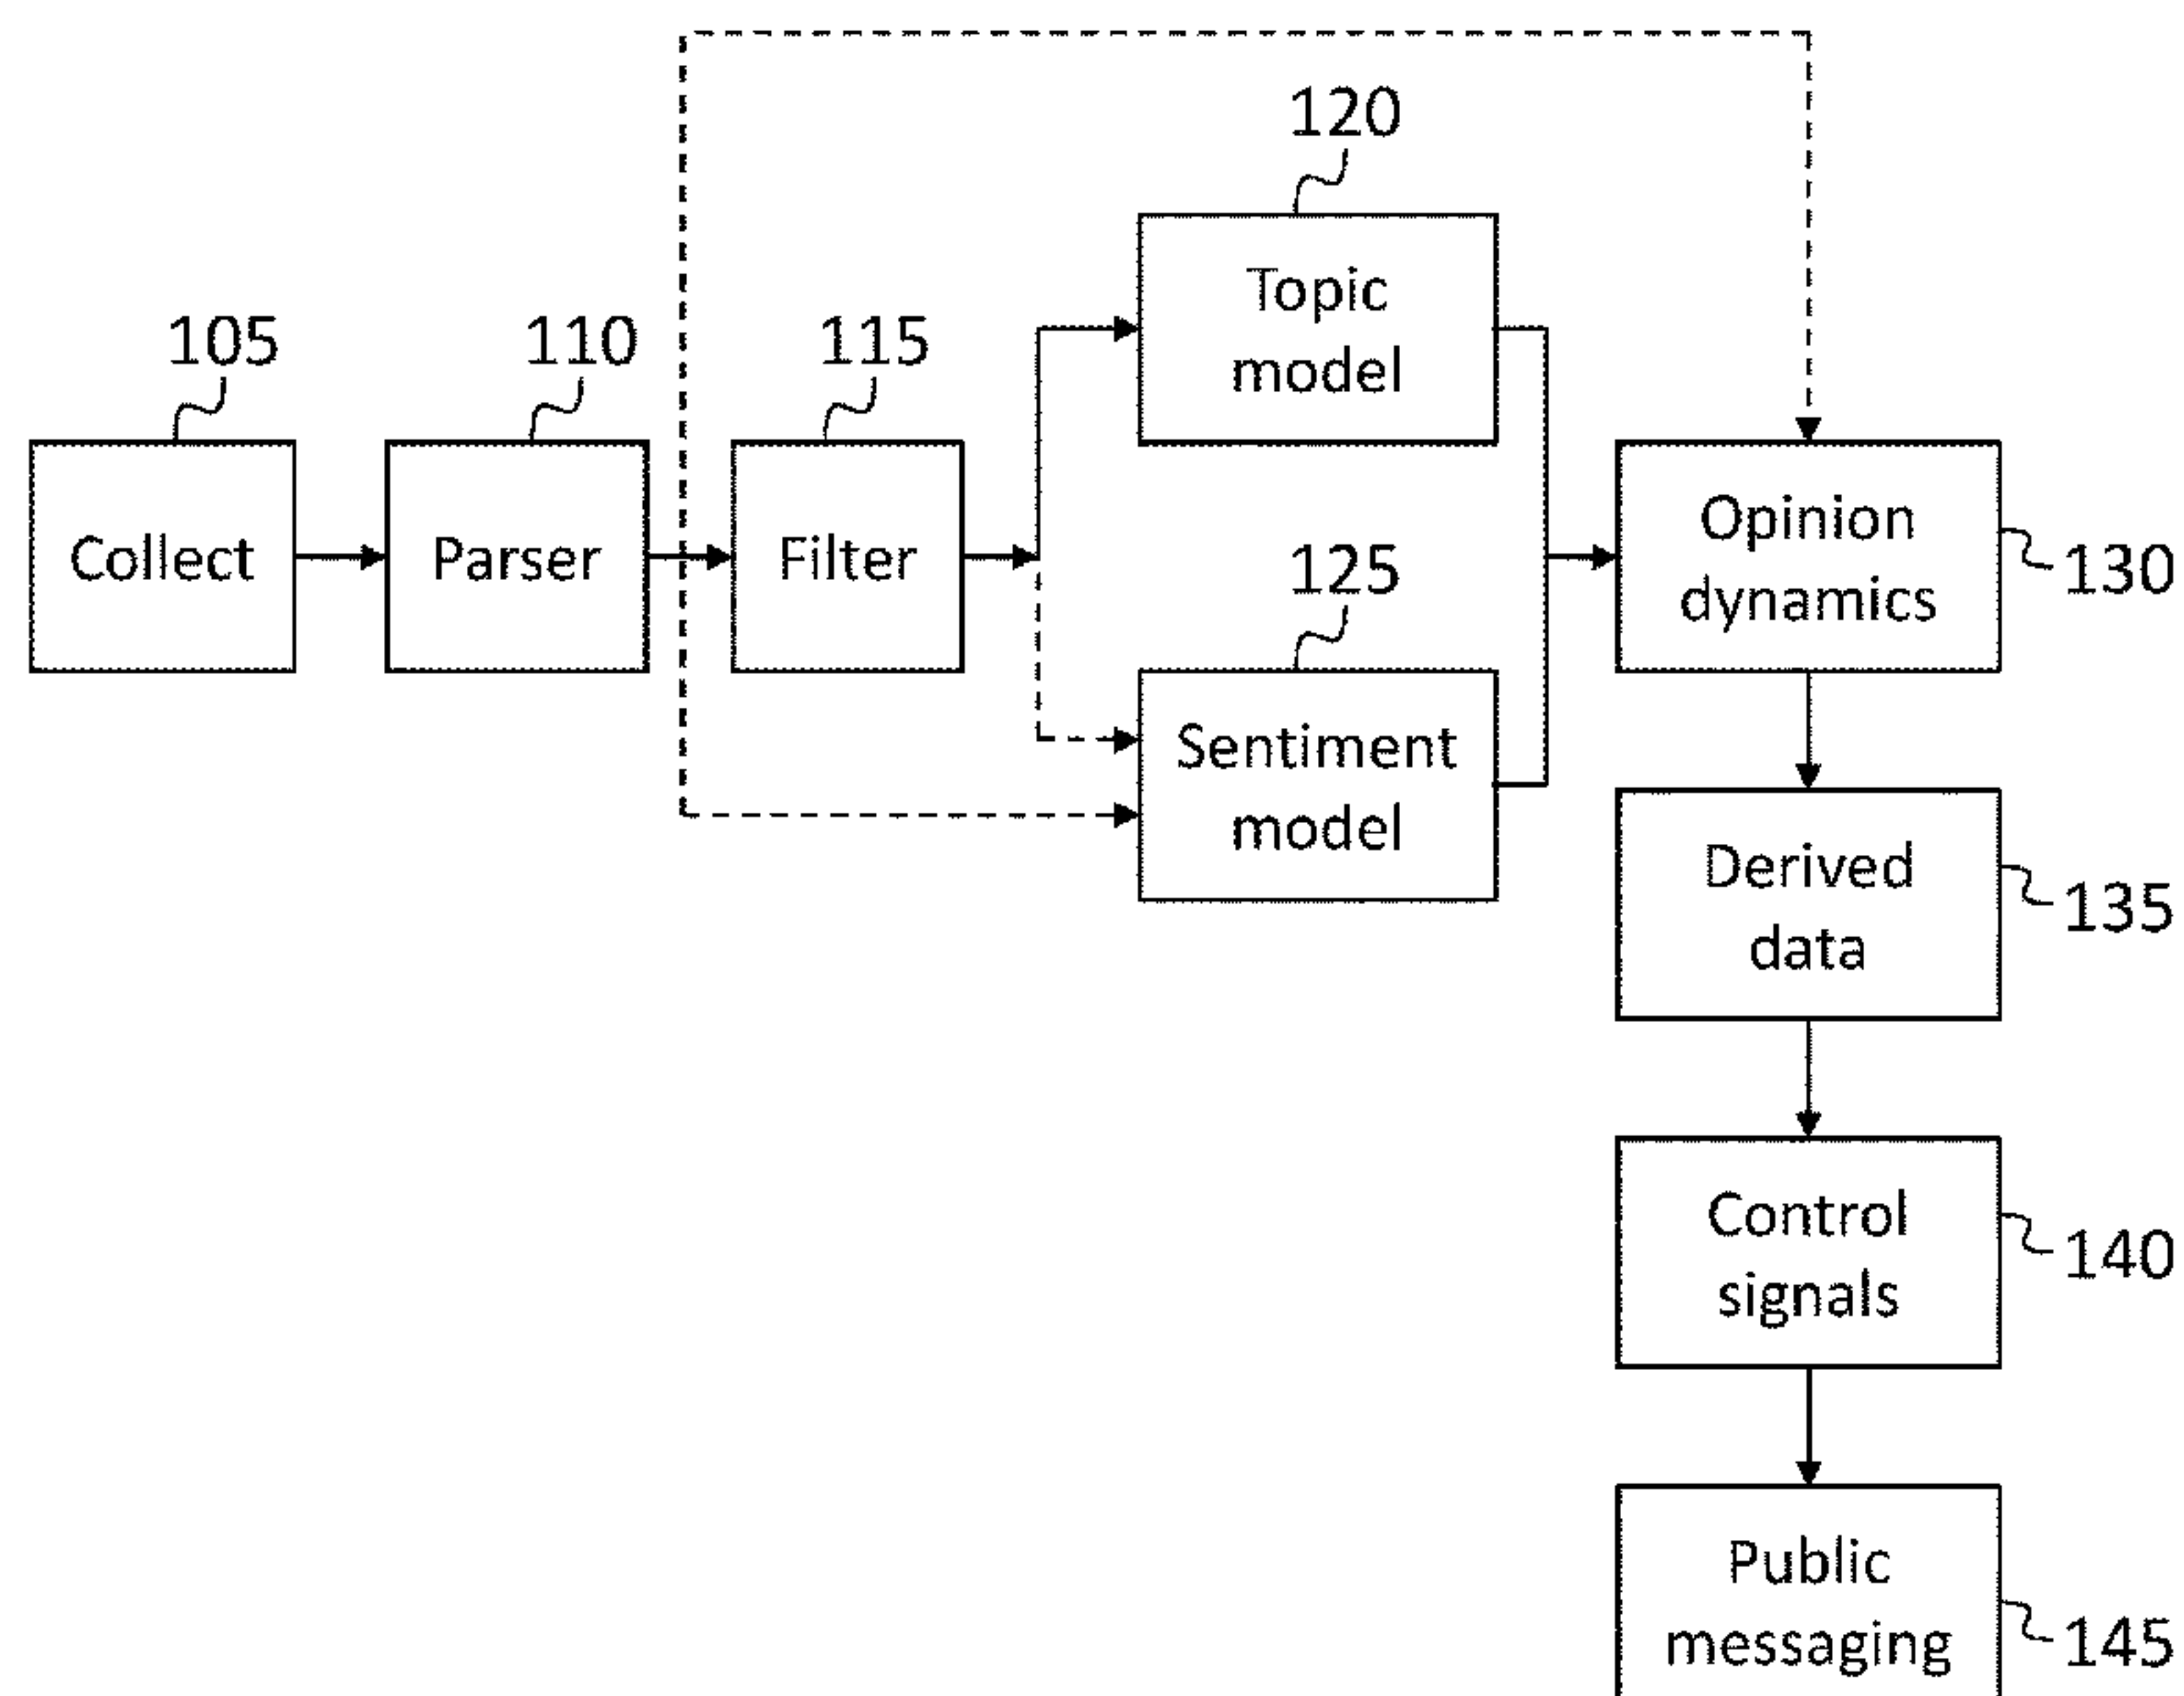 120
Topic
model
105
110
115
Collect
Parser
Filter
125
Sentiment
model
Opinion
dynamics
130
Derived
data
135
Control
signals
140
Public
messaging
145